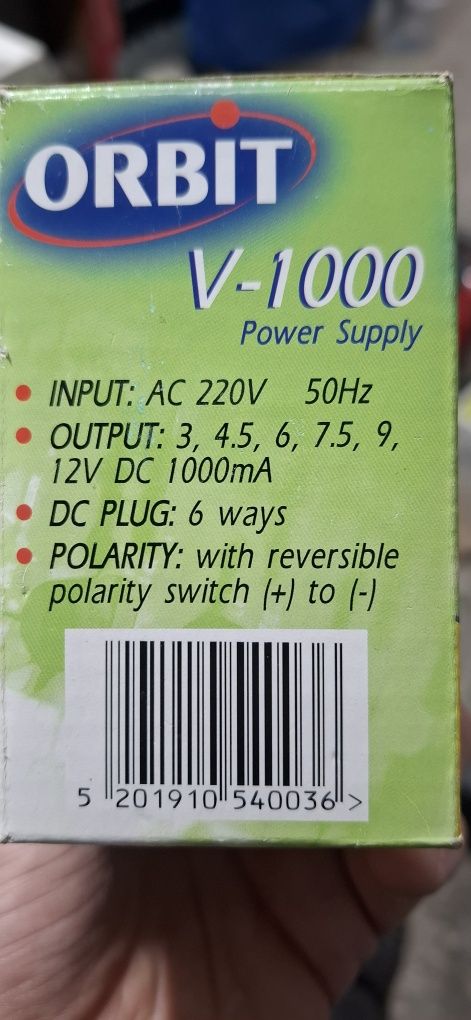 ORBIT
V-1000
Power Supply
• INPUT: AC 220V 50Hz
• OUTPUT: 3, 4.5, 6, 7.5, 9,
12V DC 1000mA
• DC PLUG: 6 ways
• POLARITY: with reversible
polarity switch (+) to (-)
5 201910 540036 >